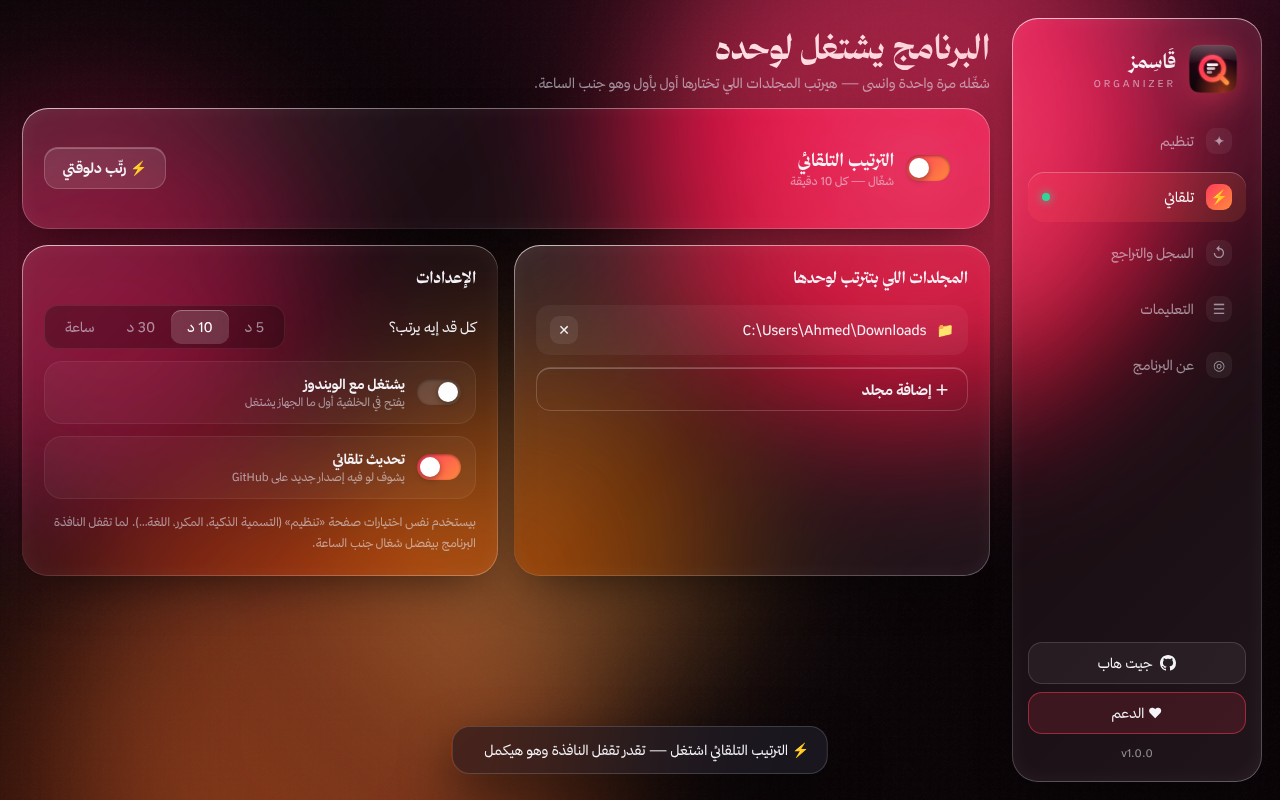 قَاسِمز
ORGANIZER
تنظيم
تلقائي
السجل والتراجع
التعليمات
عن البرنامج
جيت هاب
الدعم
v1.0.0
البرنامج يشتغل لوحده
شغّله مرة واحدة وانسى — هيرتب المجلدات اللي تختارها أول بأول وهو جنب الساعة.
الترتيب التلقائي
شغّال — كل 10 دقيقة
رتّب دلوقتي
المجلدات اللي بتترتب لوحدها
C:\Users\Ahmed\Downloads
+ إضافة مجلد
الإعدادات
كل قد إيه يرتب؟
5 د
10 د
30 د
ساعة
يشتغل مع الويندوز
يفتح في الخلفية أول ما الجهاز يشتغل
تحديث تلقائي
يشوف لو فيه إصدار جديد على GitHub
بيستخدم نفس اختيارات صفحة «تنظيم» (التسمية الذكية، المكرر، اللغة...). لما تقفل النافذة
البرنامج بيفضل شغال جنب الساعة.
الترتيب التلقائي اشتغل — تقدر تقفل النافذة وهو هيكمل